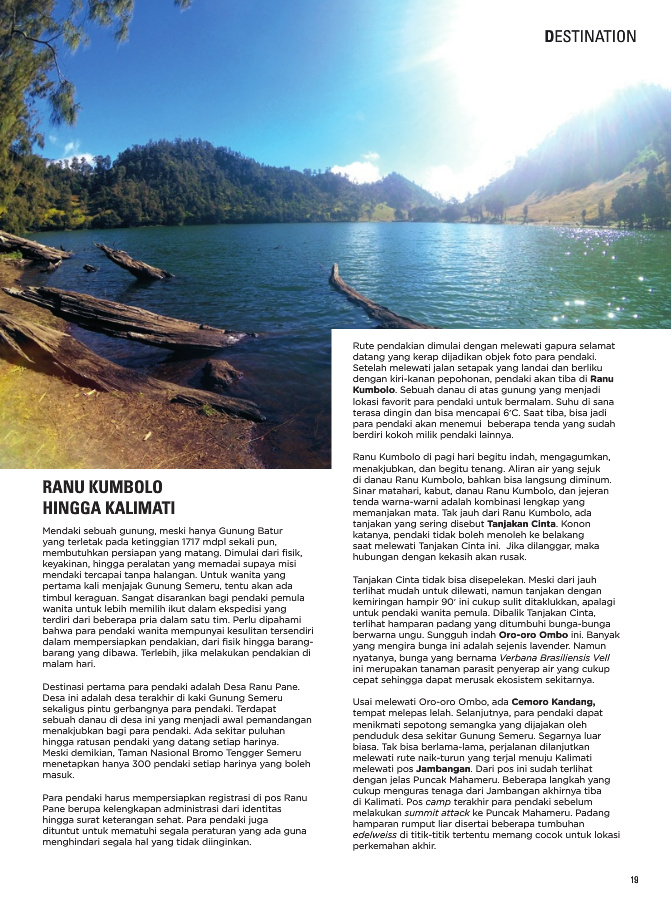 DESTINATION
RANU KUMBOLO
HINGGA KALIMATI
Mendaki sebuah gunung, meski hanya Gunung Batur
yang terletak pada ketinggian 1717 mdpl sekali pun,
membutuhkan persiapan yang matang. Dimulai dari fisik,
keyakinan, hingga peralatan yang memadai supaya misi
mendaki tercapai tanpa halangan. Untuk wanita yang
pertama kali menjajak Gunung Semeru, tentu akan ada
timbul keraguan. Sangat disarankan bagi pendaki pemula
wanita untuk lebih memilih ikut dalam ekspedisi yang
terdiri dari beberapa pria dalam satu tim. Perlu dipahami
bahwa para pendaki wanita mempunyai kesulitan tersendiri
dalam mempersiapkan pendakian, dari fisik hingga barang-
barang yang dibawa. Terlebih, jika melakukan pendakian di
malam hari.
Destinasi pertama para pendaki adalah Desa Ranu Pane.
Desa ini adalah desa terakhir di kaki Gunung Semeru
sekaligus pintu gerbangnya para pendaki. Terdapat
sebuah danau di desa ini yang menjadi awal pemandangan
menakjubkan bagi para pendaki. Ada sekitar puluhan
hingga ratusan pendaki yang datang setiap harinya.
Meski demikian, Taman Nasional Bromo Tengger Semeru
menetapkan hanya 300 pendaki setiap harinya yang boleh
masuk.
Para pendaki harus mempersiapkan registrasi di pos Ranu
Pane berupa kelengkapan administrasi dari identitas
hingga surat keterangan sehat. Para pendaki juga
dituntut untuk mematuhi segala peraturan yang ada guna
menghindari segala hal yang tidak diinginkan.
Rute pendakian dimulai dengan melewati gapura selamat
datang yang kerap dijadikan objek foto para pendaki.
Setelah melewati jalan setapak yang landai dan berliku
dengan kiri-kanan pepohonan, pendaki akan tiba di Ranu
Kumbolo. Sebuah danau di atas gunung yang menjadi
lokasi favorit para pendaki untuk bermalam. Suhu di sana
terasa dingin dan bisa mencapai 6°C. Saat tiba, bisa jadi
para pendaki akan menemui beberapa tenda yang sudah
berdiri kokoh milik pendaki lainnya.
Ranu Kumbolo di pagi hari begitu indah, mengagumkan,
menakjubkan, dan begitu tenang. Aliran air yang sejuk
di danau Ranu Kumbolo, bahkan bisa langsung diminum.
Sinar matahari, kabut, danau Ranu Kumbolo, dan jejeran
tenda warna-warni adalah kombinasi lengkap yang
memanjakan mata. Tak jauh dari Ranu Kumbolo, ada
tanjakan yang sering disebut Tanjakan Cinta. Konon
katanya, pendaki tidak boleh menoleh ke belakang
saat melewati Tanjakan Cinta ini. Jika dilanggar, maka
hubungan dengan kekasih akan rusak.
Tanjakan Cinta tidak bisa disepelekan. Meski dari jauh
terlihat mudah untuk dilewati, namun tanjakan dengan
kemiringan hampir 90° ini cukup sulit ditaklukkan, apalagi
untuk pendaki wanita pemula. Dibalik Tanjakan Cinta,
terlihat hamparan padang yang ditumbuhi bunga-bunga
berwarna ungu. Sungguh indah Oro-oro Ombo ini. Banyak
yang mengira bunga ini adalah sejenis lavender. Namun
nyatanya, bunga yang bernama Verbana Brasiliensis Vell
ini merupakan tanaman parasit penyerap air yang cukup
cepat sehingga dapat merusak ekosistem sekitarnya.
Usai melewati Oro-oro Ombo, ada Cemoro Kandang,
tempat melepas lelah. Selanjutnya, para pendaki dapat
menikmati sepotong semangka yang dijajakan oleh
penduduk desa sekitar Gunung Semeru. Segarnya luar
biasa. Tak bisa berlama-lama, perjalanan dilanjutkan
melewati rute naik-turun yang terjal menuju Kalimati
melewati pos Jambangan. Dari pos ini sudah terlihat
dengan jelas Puncak Mahameru. Beberapa langkah yang
cukup menguras tenaga dari Jambangan akhirnya tiba
di Kalimati. Pos camp terakhir para pendaki sebelum
melakukan summit attack ke Puncak Mahameru. Padang
hamparan rumput liar disertai beberapa tumbuhan
edelweiss di titik-titik tertentu memang cocok untuk lokasi
perkemahan akhir.
19